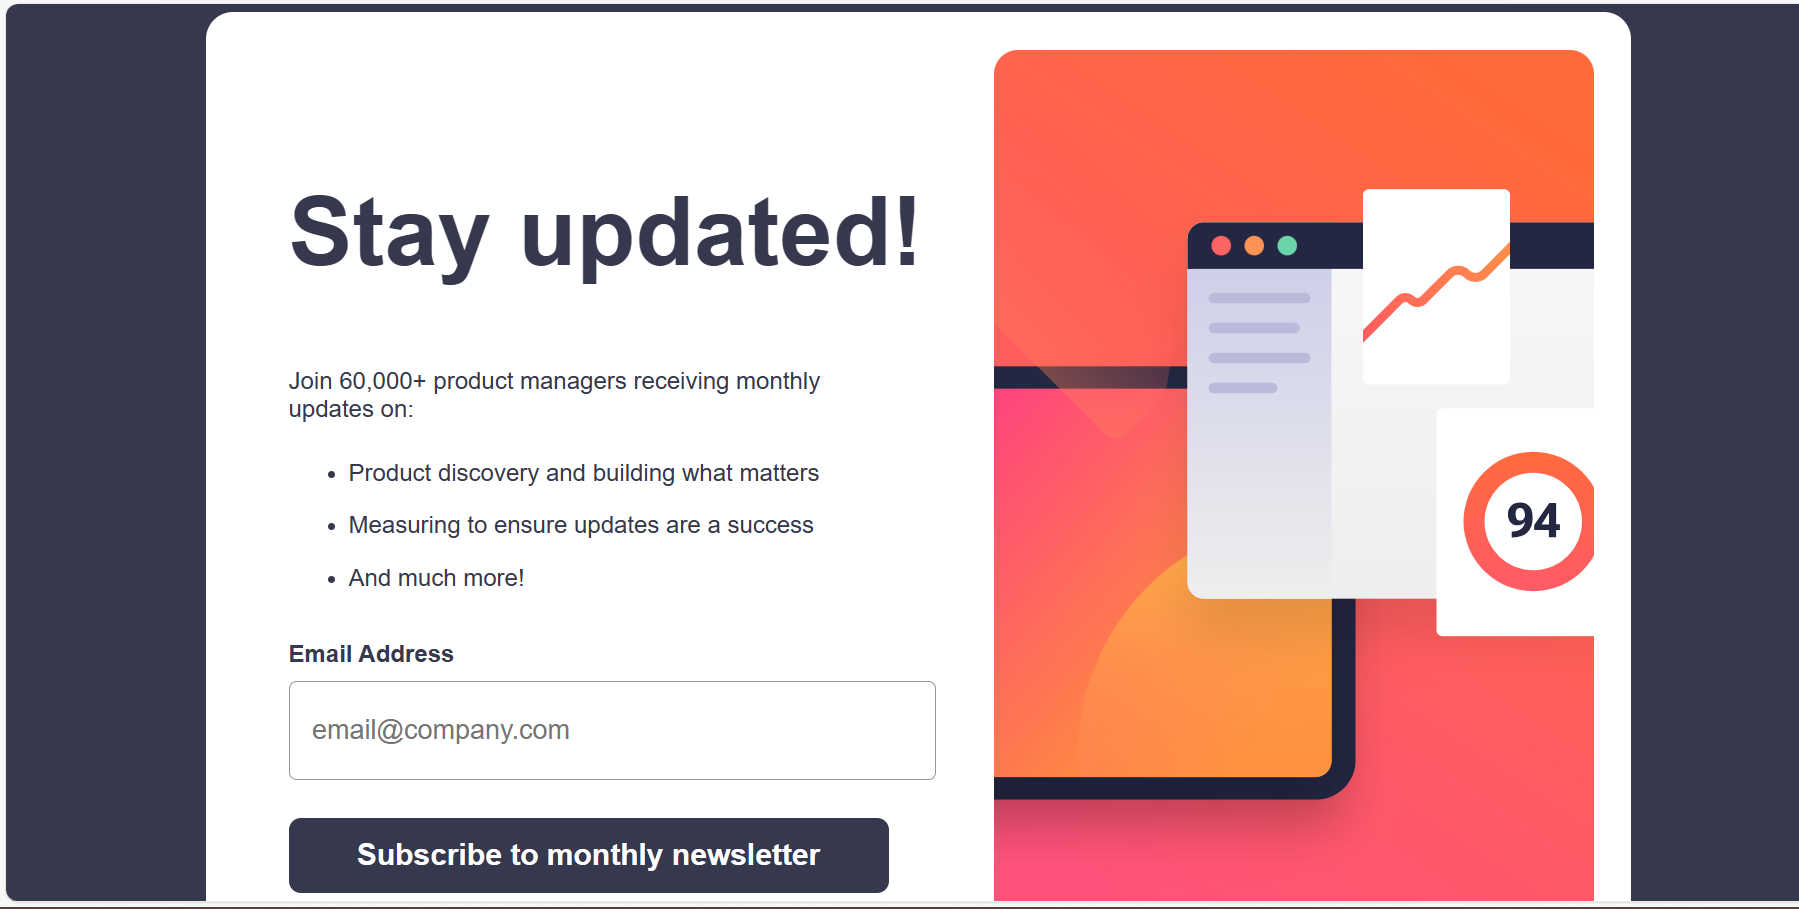 Stay updated!
Join 60,000+ product managers receiving monthly
updates on:
• Product discovery and building what matters
• Measuring to ensure updates are a success
• And much more!
Email Address
email@company.com
Subscribe to monthly newsletter
94